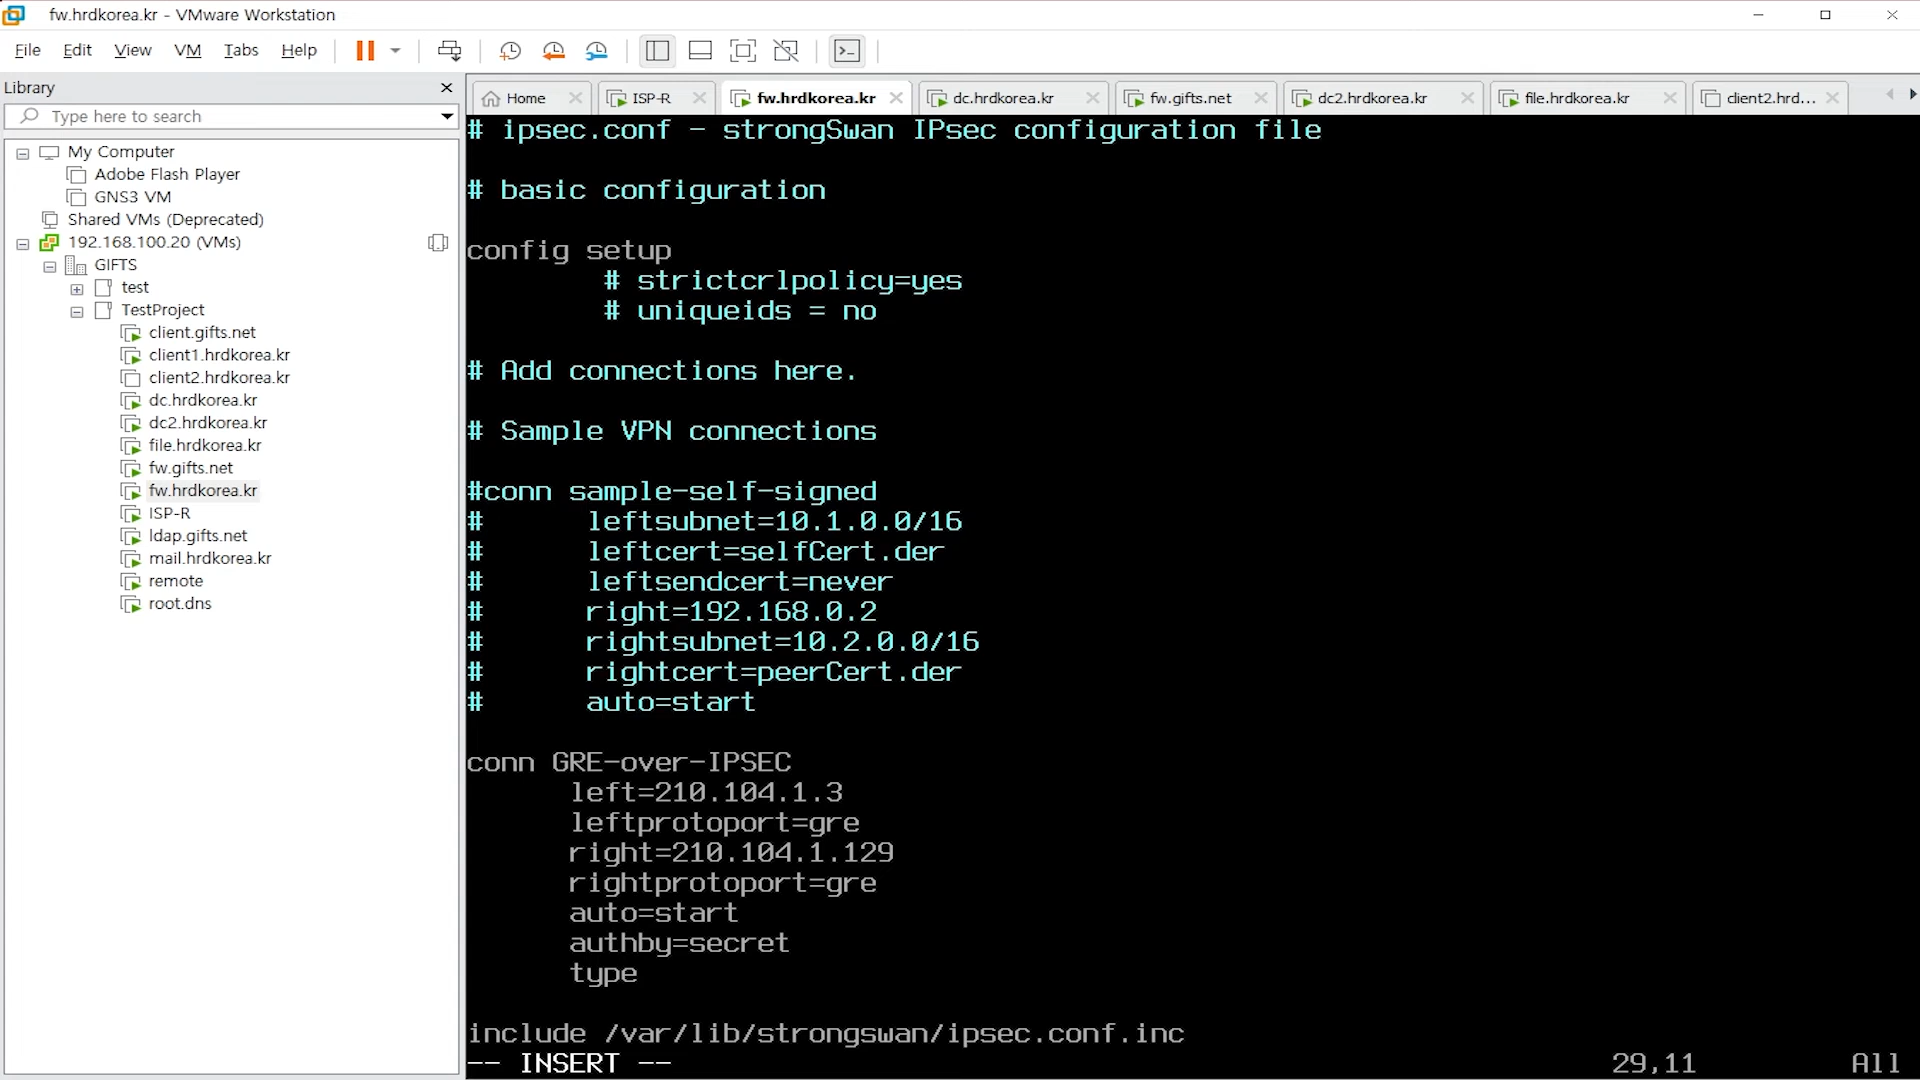 fw.hrdkorea.kr - VMware Workstation
File Edit View VM Tabs Help
Library
Type here to search
My Computer
Adobe Flash Player
GNS3 VM
Shared VMs (Deprecated)
192.168.100.20 (VMs)
GIFTS
test
TestProject
client.gifts.net
client1.hrdkorea.kr
client2.hrdkorea.kr
dc.hrdkorea.kr
dc2.hrdkorea.kr
file.hrdkorea.kr
fw.gifts.net
fw.hrdkorea.kr
ISP-R
ldap.gifts.net
mail.hrdkorea.kr
remote
root.dns
Home ISP-R fw.hrdkorea.kr dc.hrdkorea.kr fw.gifts.net dc2.hrdkorea.kr file.hrdkorea.kr client2.hrd...
# ipsec.conf - strongSwan IPsec configuration file
# basic configuration
config setup
# strictcrlpolicy=yes
# uniqueids = no
# Add connections here.
# Sample VPN connections
#conn sample-self-signed
# leftsubnet=10.1.0.0/16
# leftcert=selfCert.der
# leftsendcert=never
# right=192.168.0.2
# rightsubnet=10.2.0.0/16
# rightcert=peerCert.der
# auto=start
conn GRE-over-IPSEC
left=210.104.1.3
leftprotoport=gre
right=210.104.1.129
rightprotoport=gre
auto=start
authby=secret
type
include /var/lib/strongswan/ipsec.conf.inc
-- INSERT -- 29,11 All